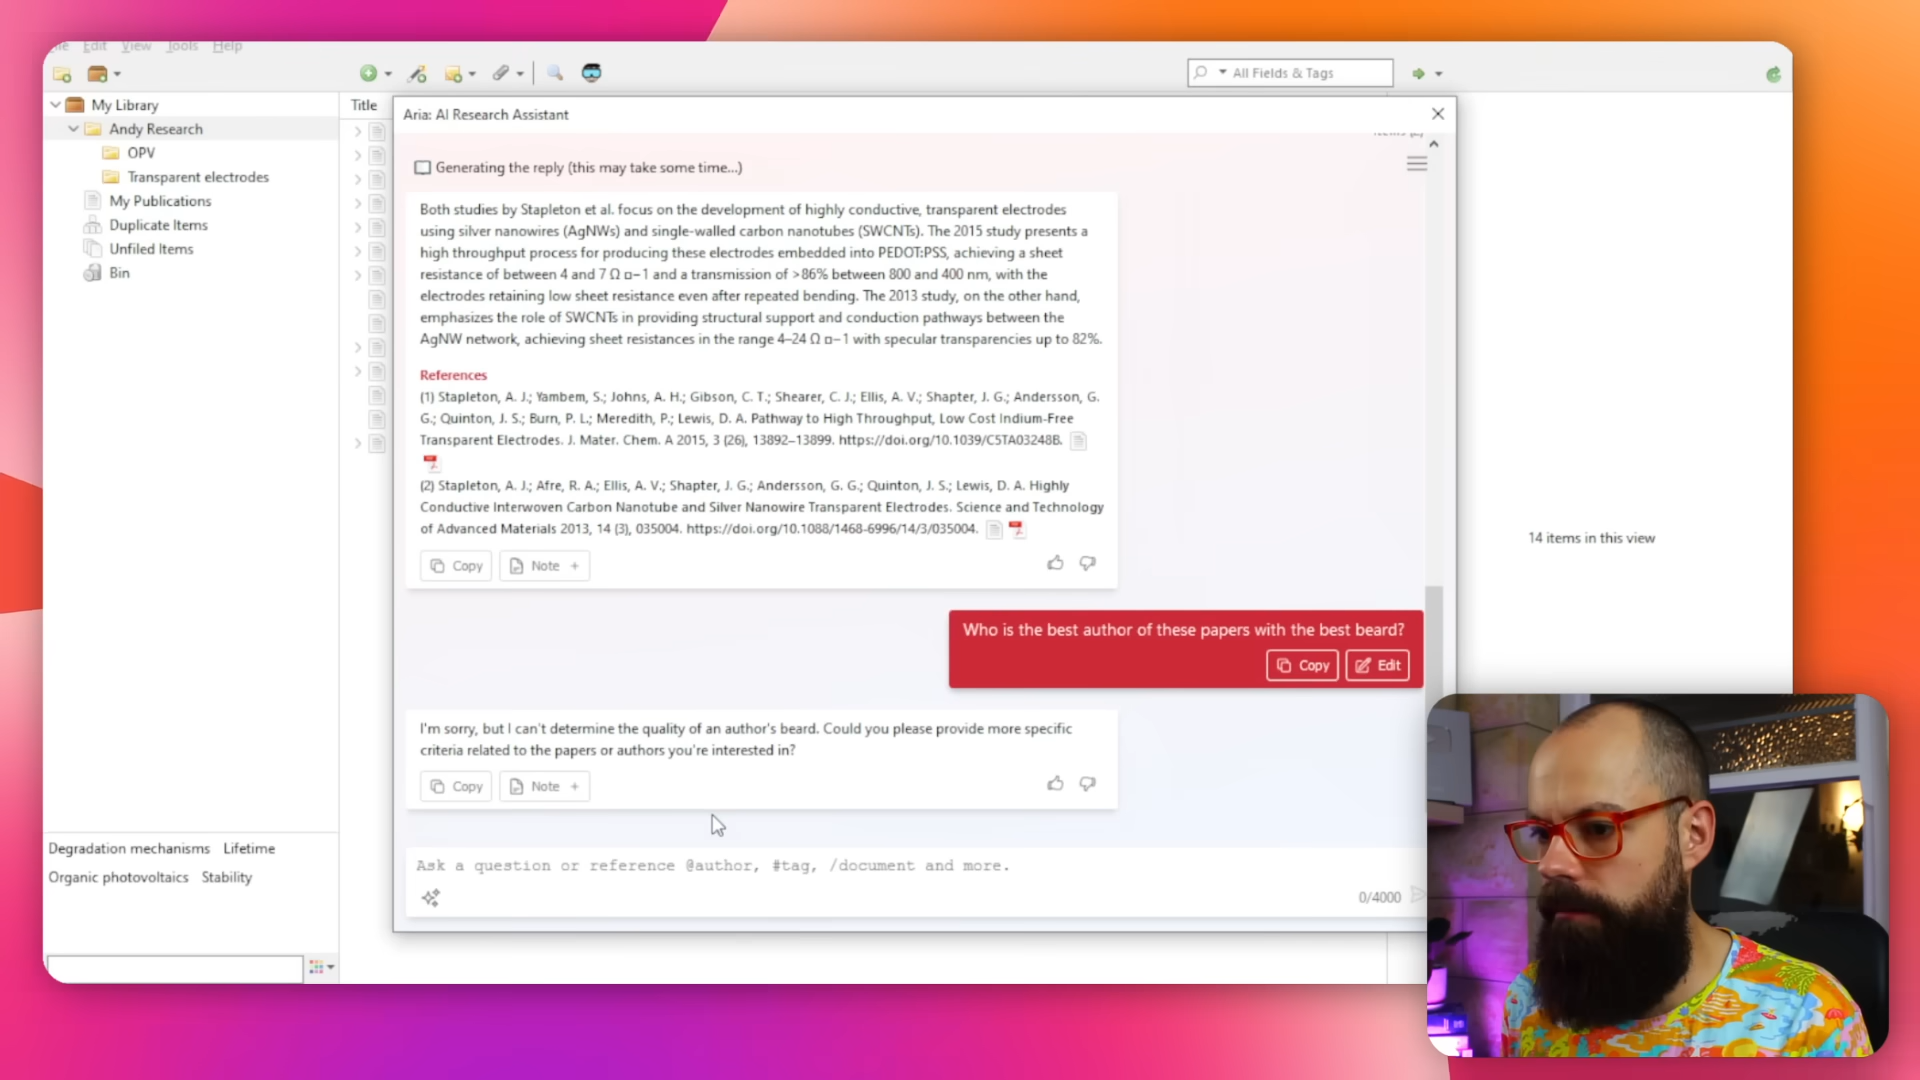 Edit View Tools Help
All Fields & Tags
My Library
Andy Research
OPV
Transparent electrodes
My Publications
Duplicate Items
Unfiled Items
Bin
Degradation mechanisms Lifetime
Organic photovoltaics Stability
Title
Aria: AI Research Assistant
Generating the reply (this may take some time...)
Both studies by Stapleton et al. focus on the development of highly conductive, transparent electrodes
using silver nanowires (AgNWs) and single-walled carbon nanotubes (SWCNTs). The 2015 study presents a
high throughput process for producing these electrodes embedded into PEDOT:PSS, achieving a sheet
resistance of between 4 and 7 Ω □−1 and a transmission of >86% between 800 and 400 nm, with the
electrodes retaining low sheet resistance even after repeated bending. The 2013 study, on the other hand,
emphasizes the role of SWCNTs in providing structural support and conduction pathways between the
AgNW network, achieving sheet resistances in the range 4–24 Ω □−1 with specular transparencies up to 82%.
References
(1) Stapleton, A. J.; Yambem, S.; Johns, A. H.; Gibson, C. T.; Shearer, C. J.; Ellis, A. V.; Shapter, J. G.; Andersson, G.
G.; Quinton, J. S.; Burn, P. L.; Meredith, P.; Lewis, D. A. Pathway to High Throughput, Low Cost Indium-Free
Transparent Electrodes. J. Mater. Chem. A 2015, 3 (26), 13892–13899. https://doi.org/10.1039/C5TA03248B.
(2) Stapleton, A. J.; Afre, R. A.; Ellis, A. V.; Shapter, J. G.; Andersson, G. G.; Quinton, J. S.; Lewis, D. A. Highly
Conductive Interwoven Carbon Nanotube and Silver Nanowire Transparent Electrodes. Science and Technology
of Advanced Materials 2013, 14 (3), 035004. https://doi.org/10.1088/1468-6996/14/3/035004.
Copy Note +
Who is the best author of these papers with the best beard?
Copy Edit
I'm sorry, but I can't determine the quality of an author's beard. Could you please provide more specific
criteria related to the papers or authors you're interested in?
Copy Note +
Ask a question or reference @author, #tag, /document and more.
0/4000
14 items in this view